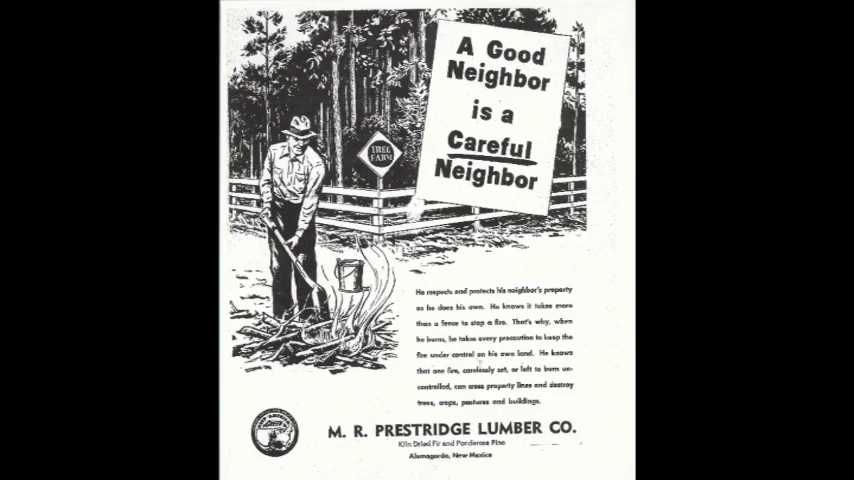 A Good
Neighbor
is a
Careful
Neighbor
TREE
FARM
He respects and protects his neighbor's property
as he does his own. He knows it takes more
than a fence to stop a fire. That's why, when
he burns, he takes every precaution to keep the
fire under control on his own land. He knows
that one fire, carelessly set, or left to burn un-
controlled, can cross property lines and destroy
trees, crops, pastures and buildings.
M. R. PRESTRIDGE LUMBER CO.
Kiln Dried Fir and Ponderosa Pine
Alamogordo, New Mexico